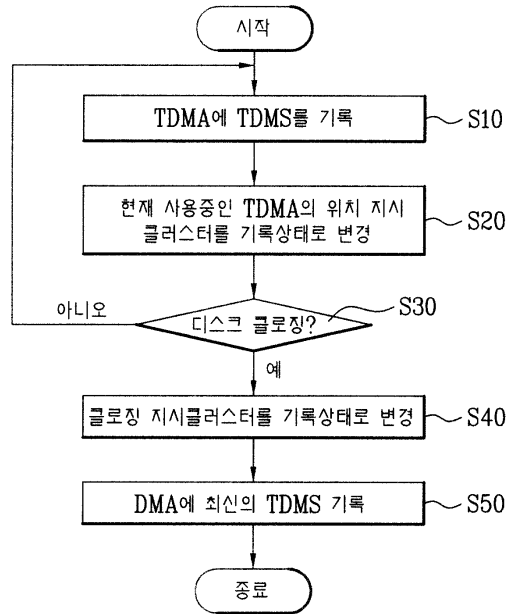 시작
TDMA에 TDMS를 기록
S10
현재 사용중인 TDMA의 위치 지시
클러스터를 기록상태로 변경
S20
디스크 클로징?
S30
아니오
예
클로징 지시클러스터를 기록상태로 변경
S40
DMA에 최신의 TDMS 기록
S50
종료